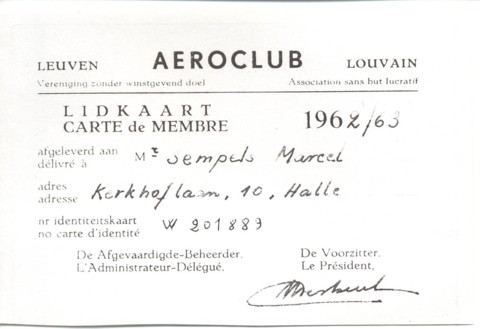 LEUVEN AEROCLUB LOUVAIN
Vereniging zonder winstgevend doel Association sans but lucratif
LIDKAART
CARTE de MEMBRE 1962/63
afgeleverd aan
délivré à Mr Sempels Marcel
adres
adresse Kerkhoflaan, 10, Halle
nr identiteitskaart
no carte d'identité W 201889
De Afgevaardigde-Beheerder, De Voorzitter,
L'Administrateur-Délégué. Le Président,